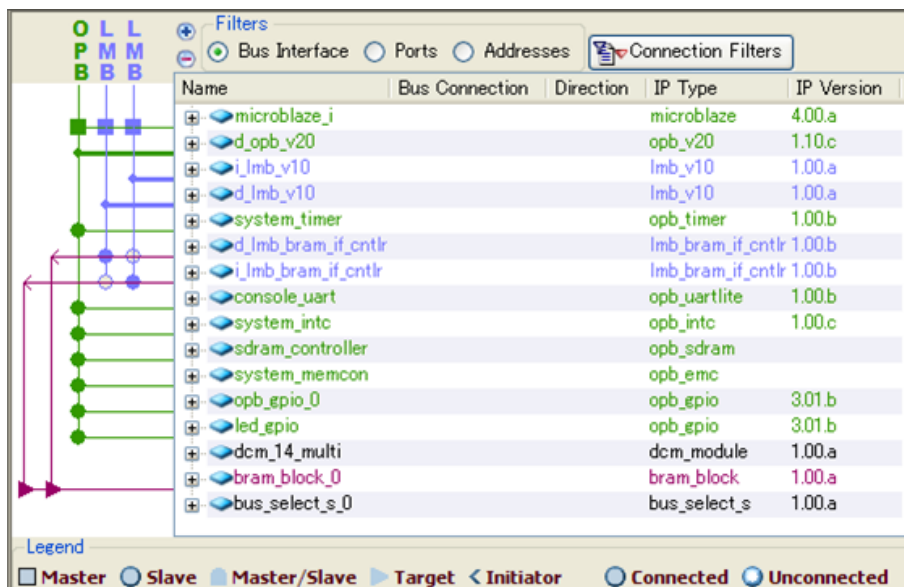 OPB LMB LMB
Filters
Bus Interface Ports Addresses Connection Filters
Name Bus Connection Direction IP Type IP Version
microblaze_i microblaze 4.00.a
d_opb_v20 opb_v20 1.10.c
i_lmb_v10 lmb_v10 1.00.a
d_lmb_v10 lmb_v10 1.00.a
system_timer opb_timer 1.00.b
d_lmb_bram_if_cntlr lmb_bram_if_cntlr 1.00.b
i_lmb_bram_if_cntlr lmb_bram_if_cntlr 1.00.b
console_uart opb_uartlite 1.00.b
system_intc opb_intc 1.00.c
sdram_controller opb_sdram
system_memcon opb_emc
opb_gpio_0 opb_gpio 3.01.b
led_gpio opb_gpio 3.01.b
dcm_14_multi dcm_module 1.00.a
bram_block_0 bram_block 1.00.a
bus_select_s_0 bus_select_s 1.00.a
Legend
Master Slave Master/Slave Target Initiator Connected Unconnected